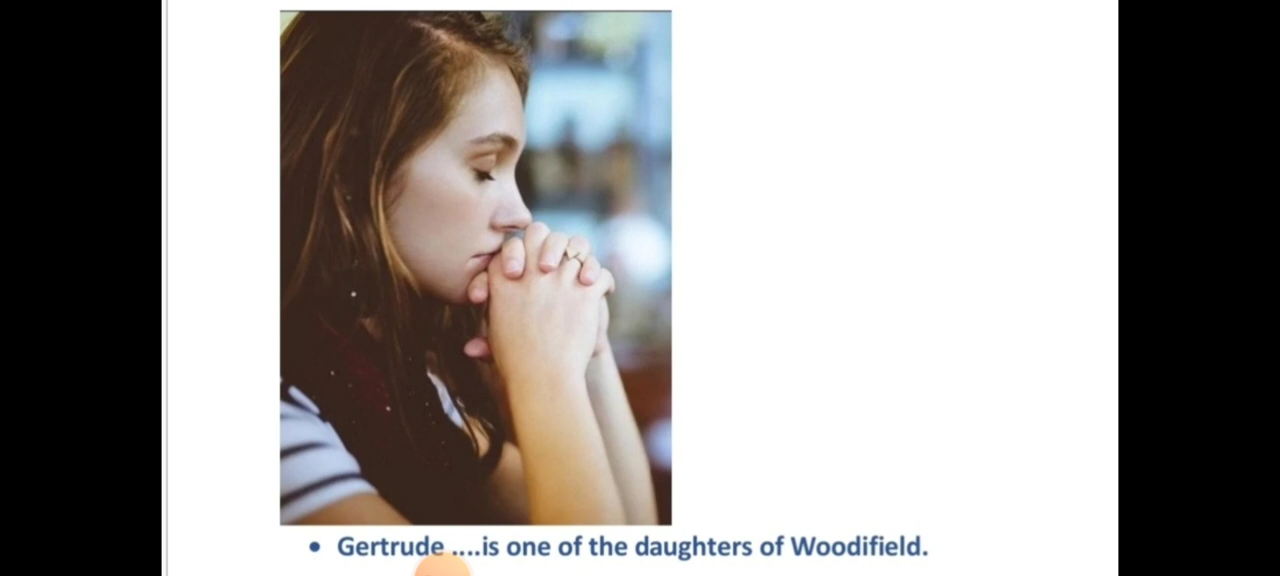 • Gertrude ....is one of the daughters of Woodifield.